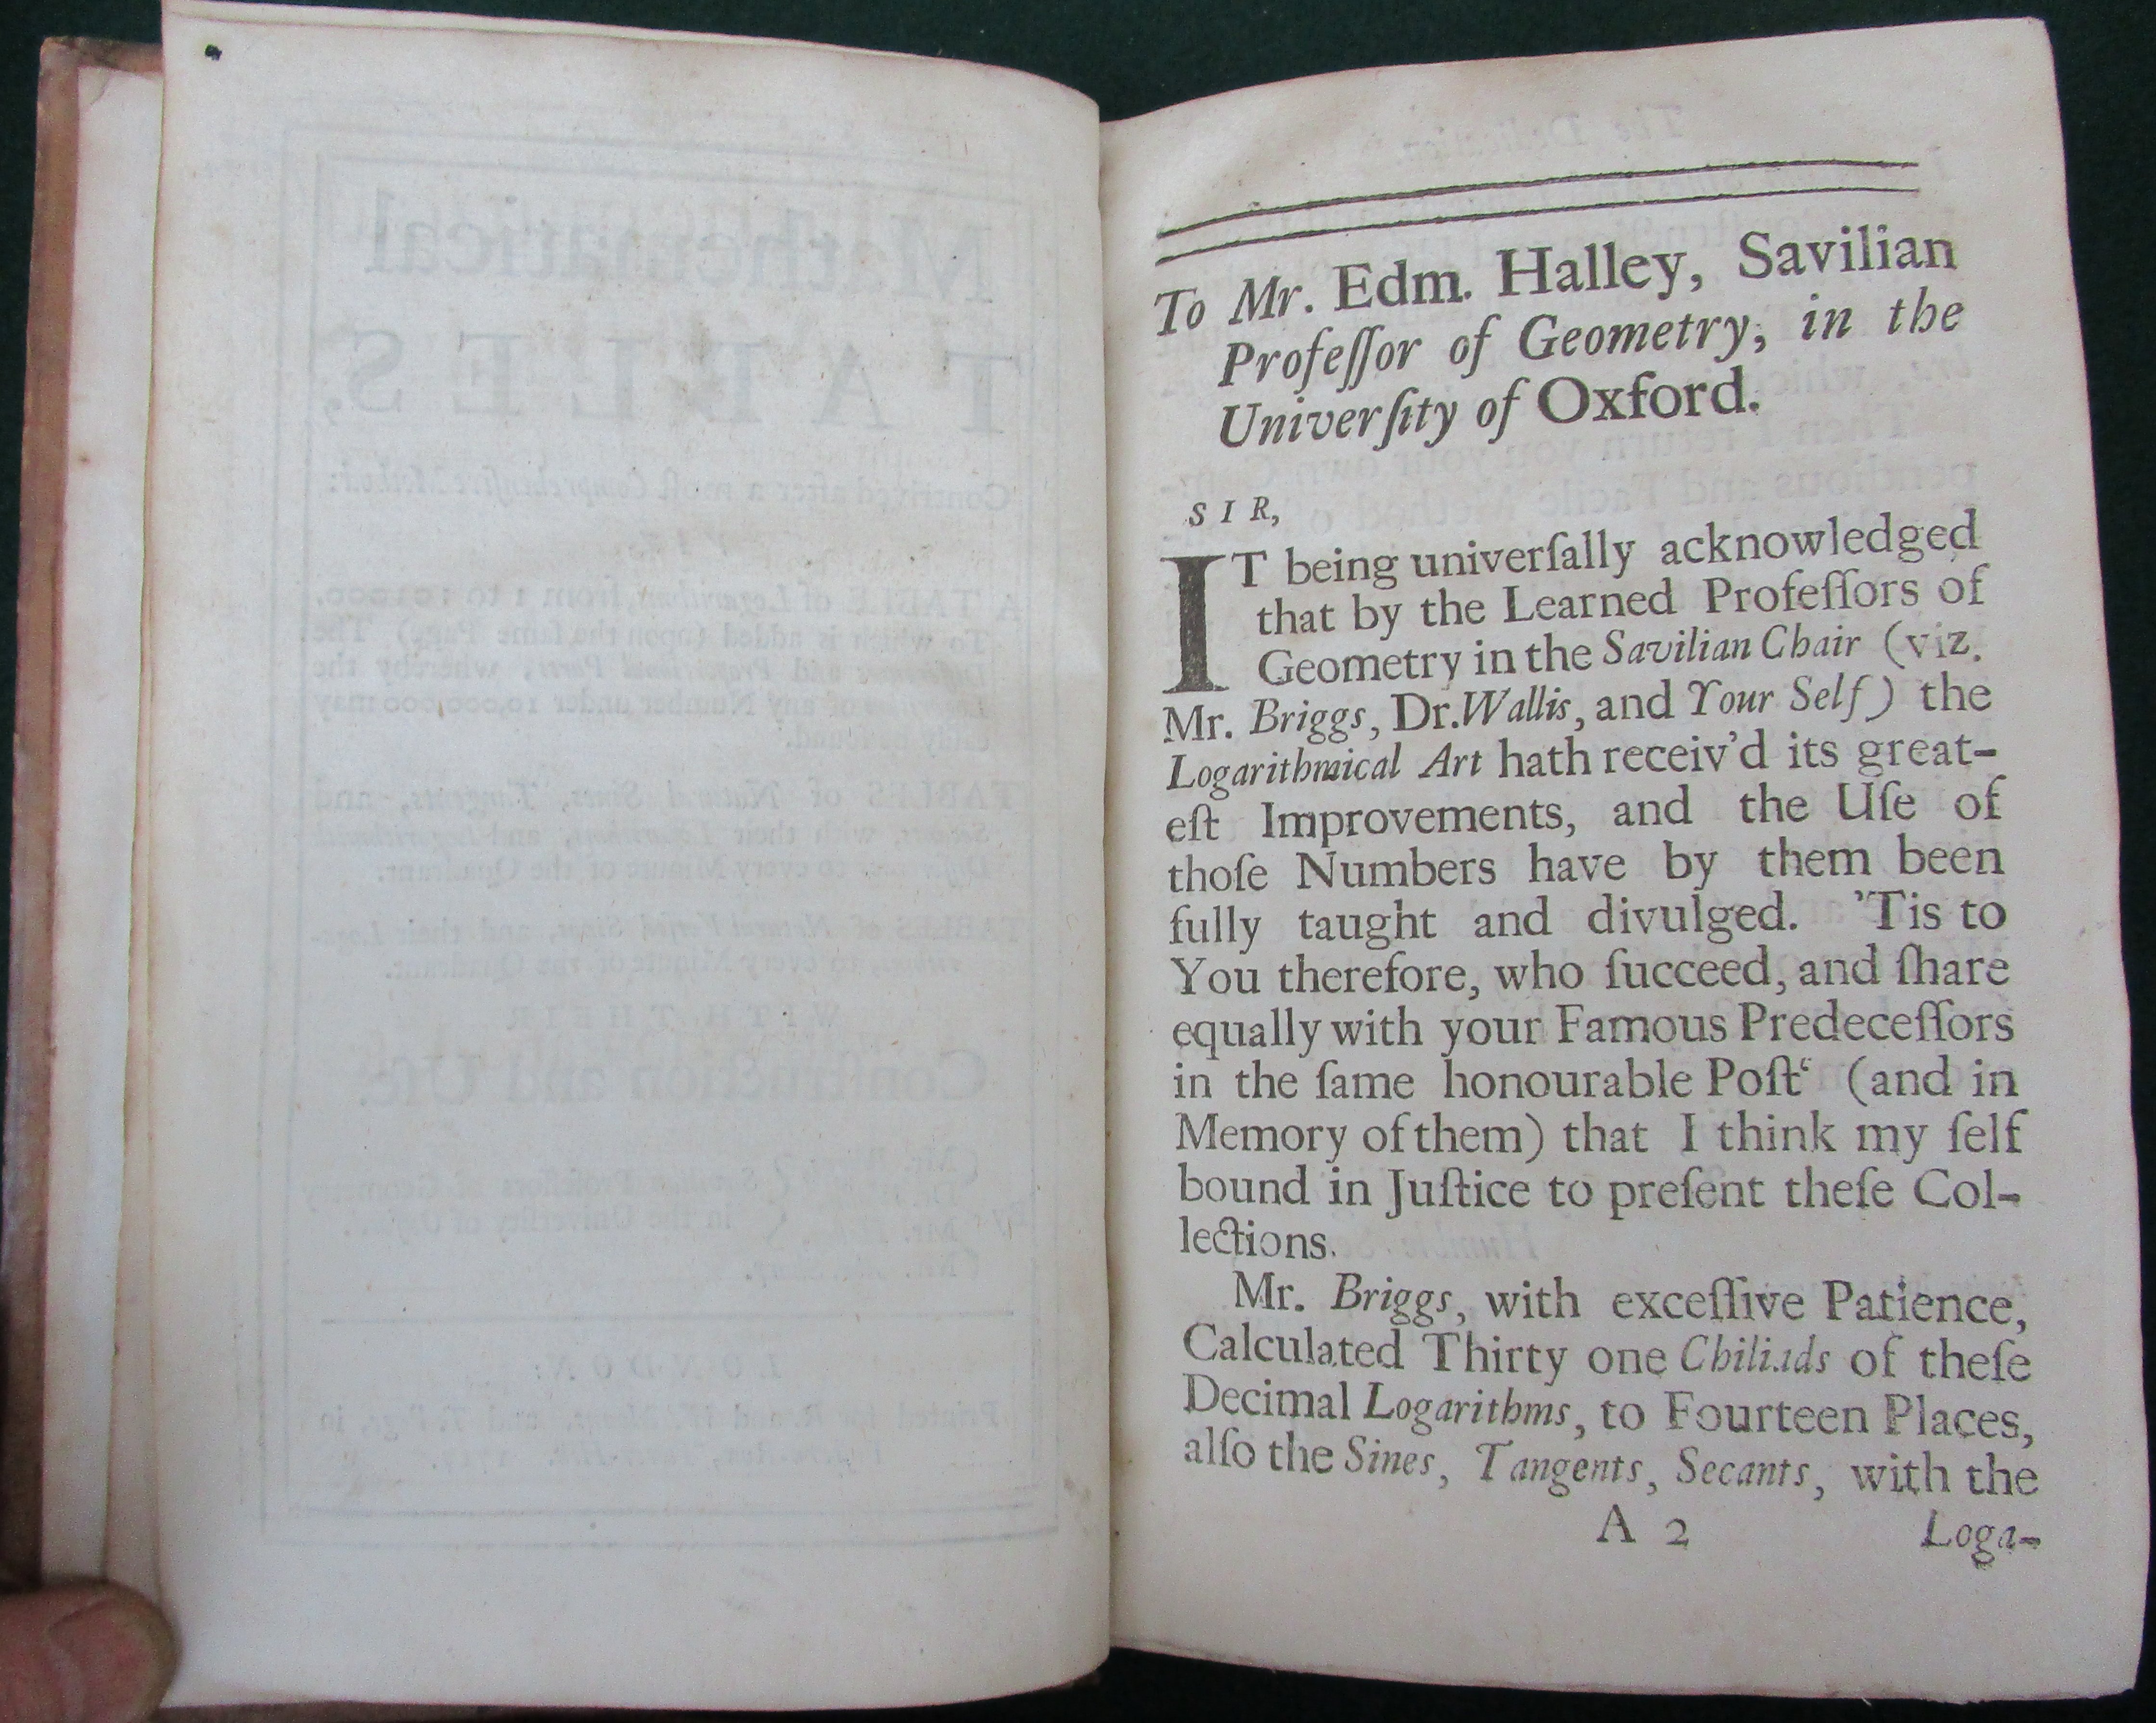 To Mr. Edm. Halley, Savilian
Profeſſor of Geometry, in the
Univerſity of Oxford.
SIR,
IT being univerſally acknowledged
that by the Learned Profeſſors of
Geometry in the Savilian Chair (viz.
Mr. Briggs, Dr. Wallis, and Your Self) the
Logarithmical Art hath receiv'd its great-
eſt Improvements, and the Uſe of
thoſe Numbers have by them been
fully taught and divulged. 'Tis to
You therefore, who ſucceed, and ſhare
equally with your Famous Predeceſſors
in the ſame honourable Poſt‘ (and in
Memory of them) that I think my ſelf
bound in Juſtice to preſent theſe Col-
lections.
Mr. Briggs, with exceſſive Patience,
Calculated Thirty one Chiliads of theſe
Decimal Logarithms, to Fourteen Places,
alſo the Sines, Tangents, Secants, with the
A 2 Loga-